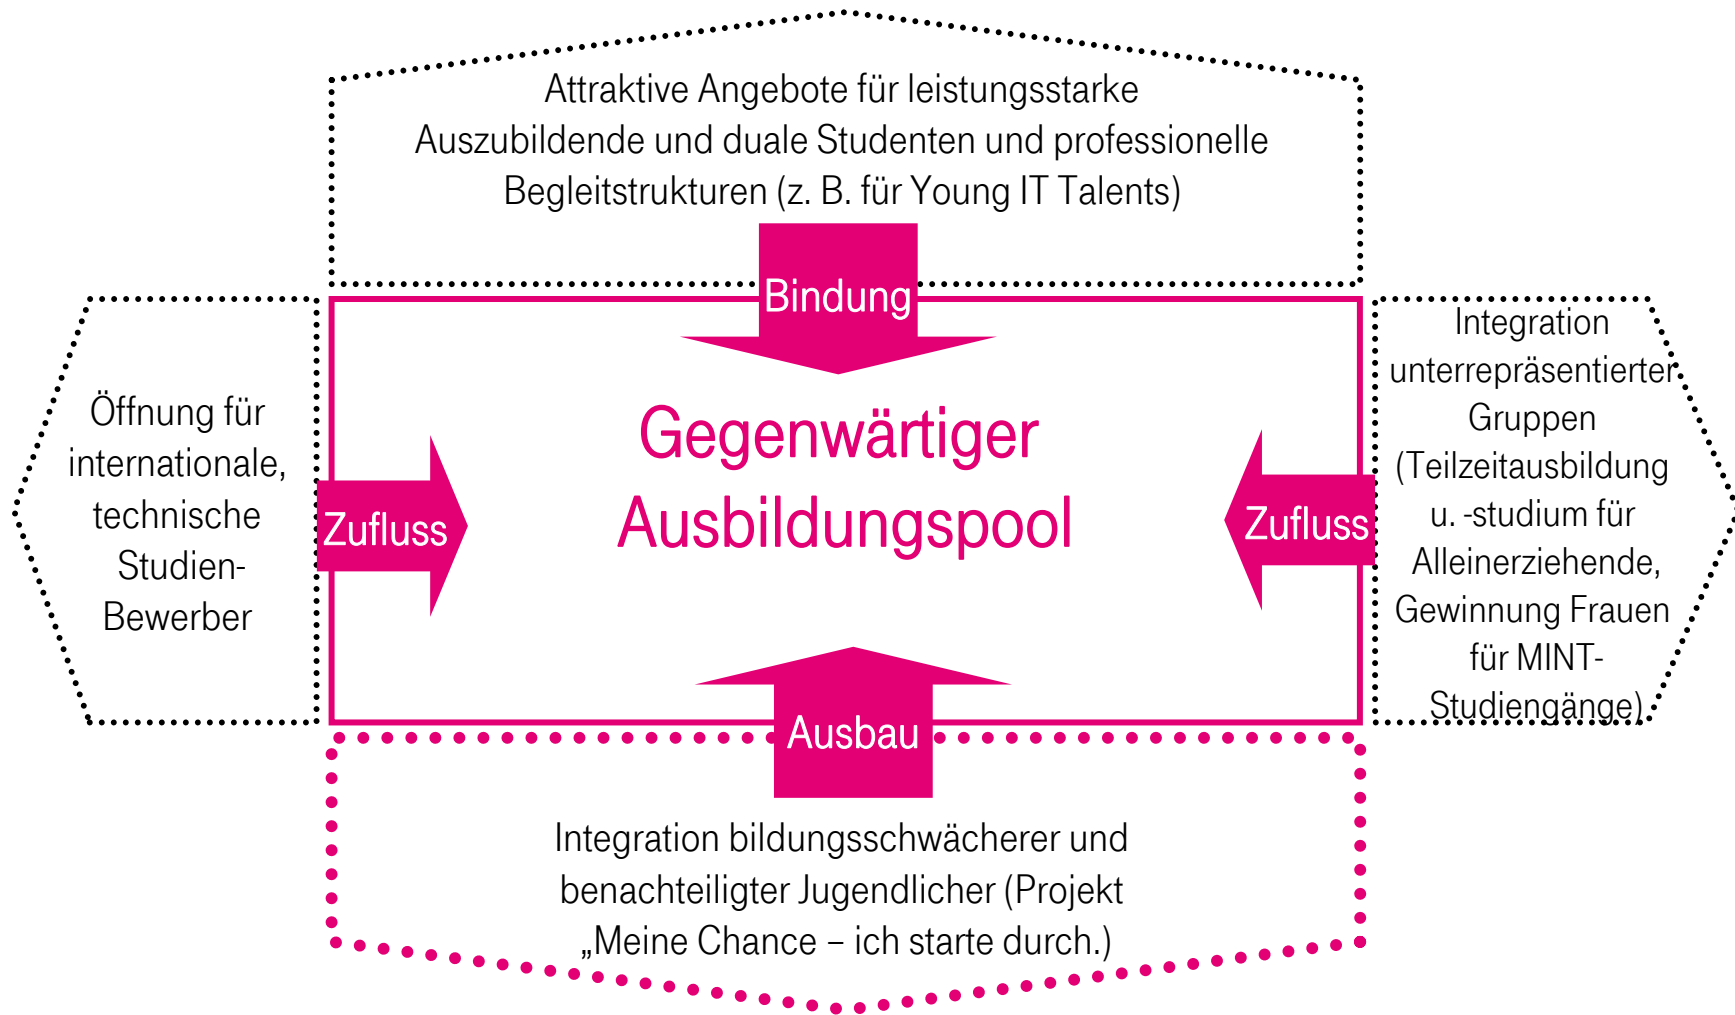 Attraktive Angebote für leistungsstarke
Auszubildende und duale Studenten und professionelle
Begleitstrukturen (z. B. für Young IT Talents)
Bindung
Öffnung für
internationale,
technische
Studien-
Bewerber
Zufluss
Gegenwärtiger
Ausbildungspool
Zufluss
Integration
unterrepräsentierter
Gruppen
(Teilzeitausbildung
u. -studium für
Alleinerziehende,
Gewinnung Frauen
für MINT-
Studiengänge)
Ausbau
Integration bildungsschwächerer und
benachteiligter Jugendlicher (Projekt
„Meine Chance – ich starte durch.)